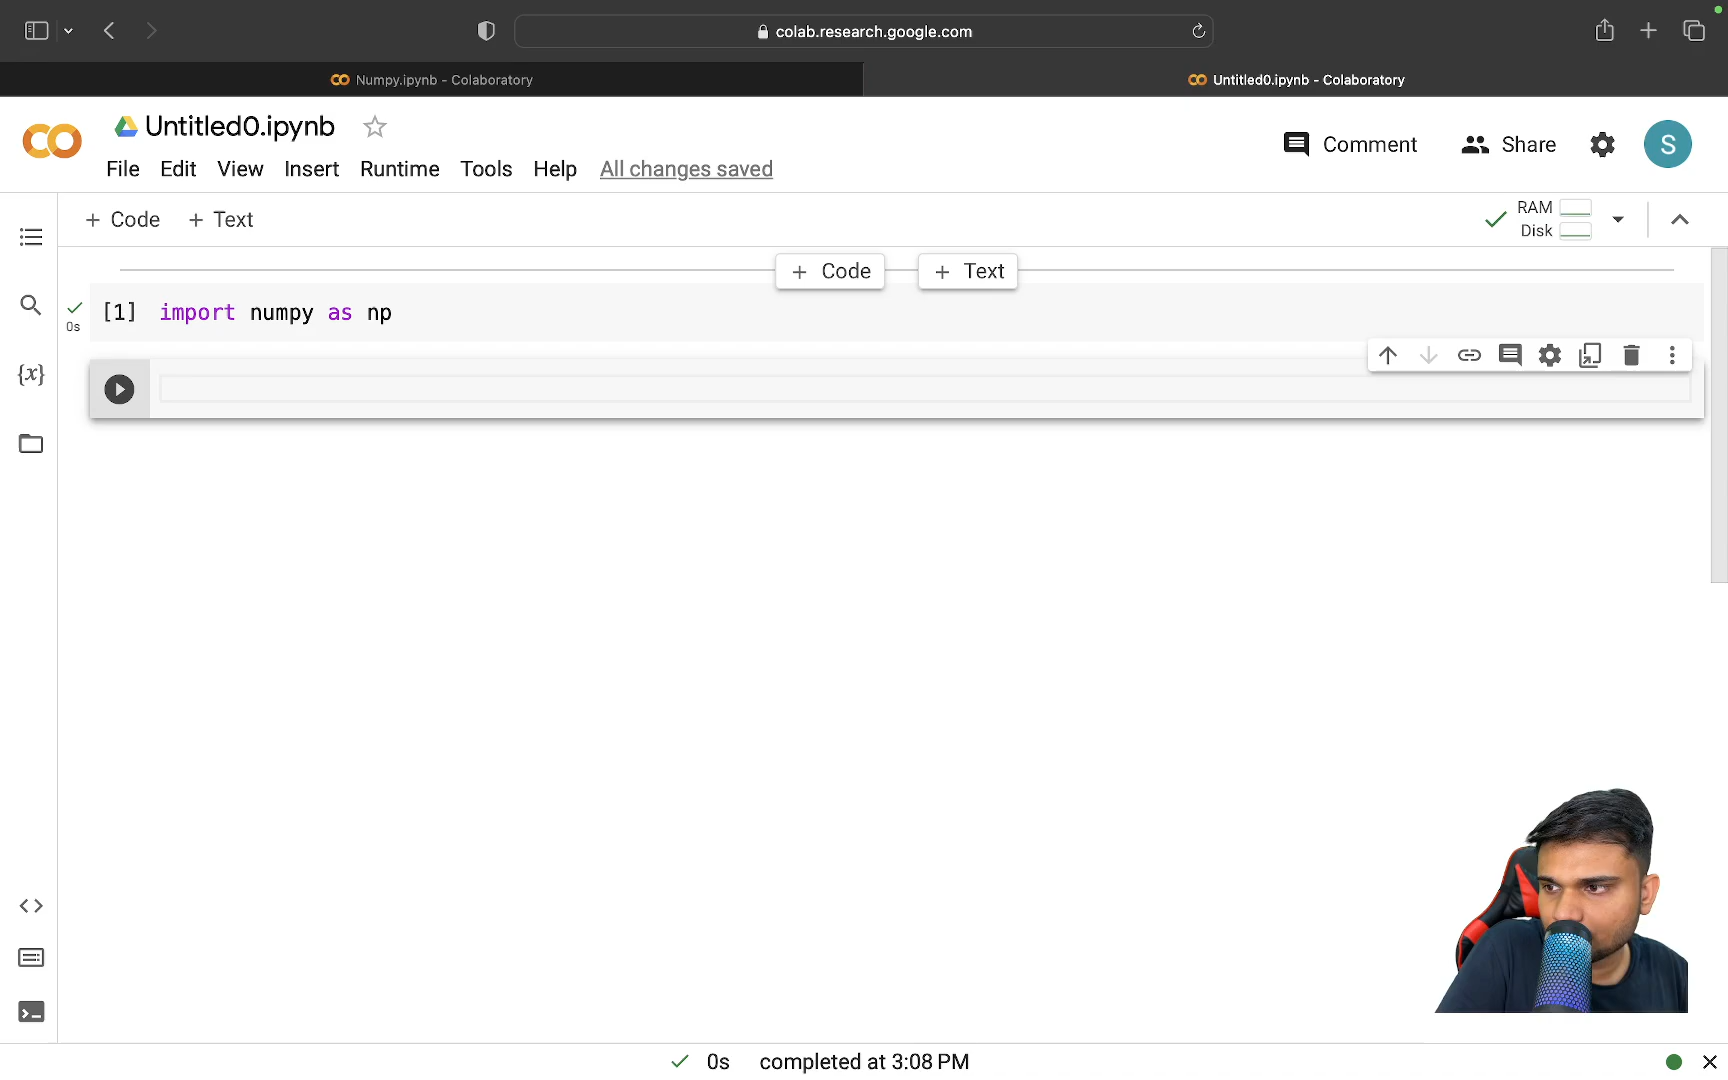 colab.research.google.com
Numpy.ipynb - Colaboratory
Untitled0.ipynb - Colaboratory
Untitled0.ipynb
Comment
Share
S
File Edit View Insert Runtime Tools Help All changes saved
+ Code + Text
RAM
Disk
+ Code + Text
[1] import numpy as np
0s
{x}
0s completed at 3:08 PM